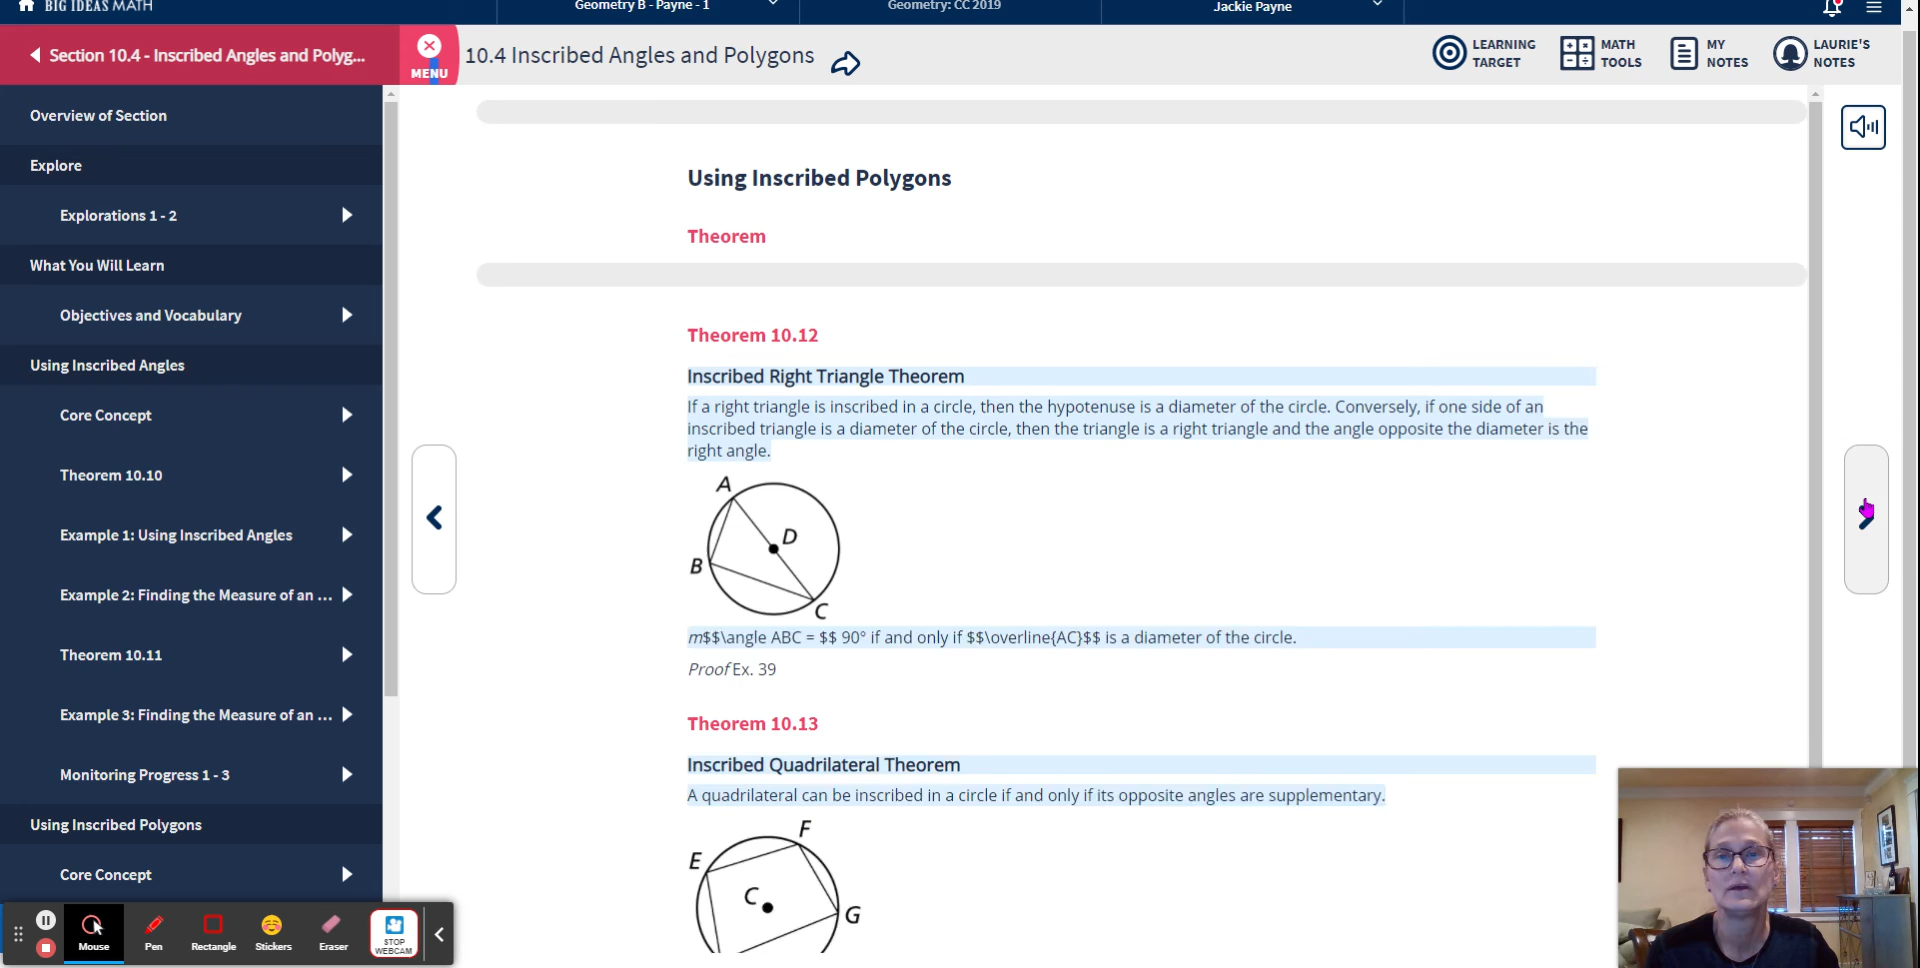 BIG IDEAS MATH
Geometry B - Payne - 1
Geometry: CC 2019
Jackie Payne
Section 10.4 - Inscribed Angles and Polyg...
MENU
10.4 Inscribed Angles and Polygons
LEARNING TARGET
MATH TOOLS
MY NOTES
LAURIE'S NOTES
Overview of Section
Explore
Explorations 1 - 2
What You Will Learn
Objectives and Vocabulary
Using Inscribed Angles
Core Concept
Theorem 10.10
Example 1: Using Inscribed Angles
Example 2: Finding the Measure of an ...
Theorem 10.11
Example 3: Finding the Measure of an ...
Monitoring Progress 1 - 3
Using Inscribed Polygons
Core Concept
Using Inscribed Polygons
Theorem
Theorem 10.12
Inscribed Right Triangle Theorem
If a right triangle is inscribed in a circle, then the hypotenuse is a diameter of the circle. Conversely, if one side of an
inscribed triangle is a diameter of the circle, then the triangle is a right triangle and the angle opposite the diameter is the
right angle.
A
D
B
C
m$$\angle ABC = $$ 90° if and only if $$\overline{AC}$$ is a diameter of the circle.
Proof Ex. 39
Theorem 10.13
Inscribed Quadrilateral Theorem
A quadrilateral can be inscribed in a circle if and only if its opposite angles are supplementary.
F
E
C
G
Mouse
Pen
Rectangle
Stickers
Eraser
STOP
WEBCAM